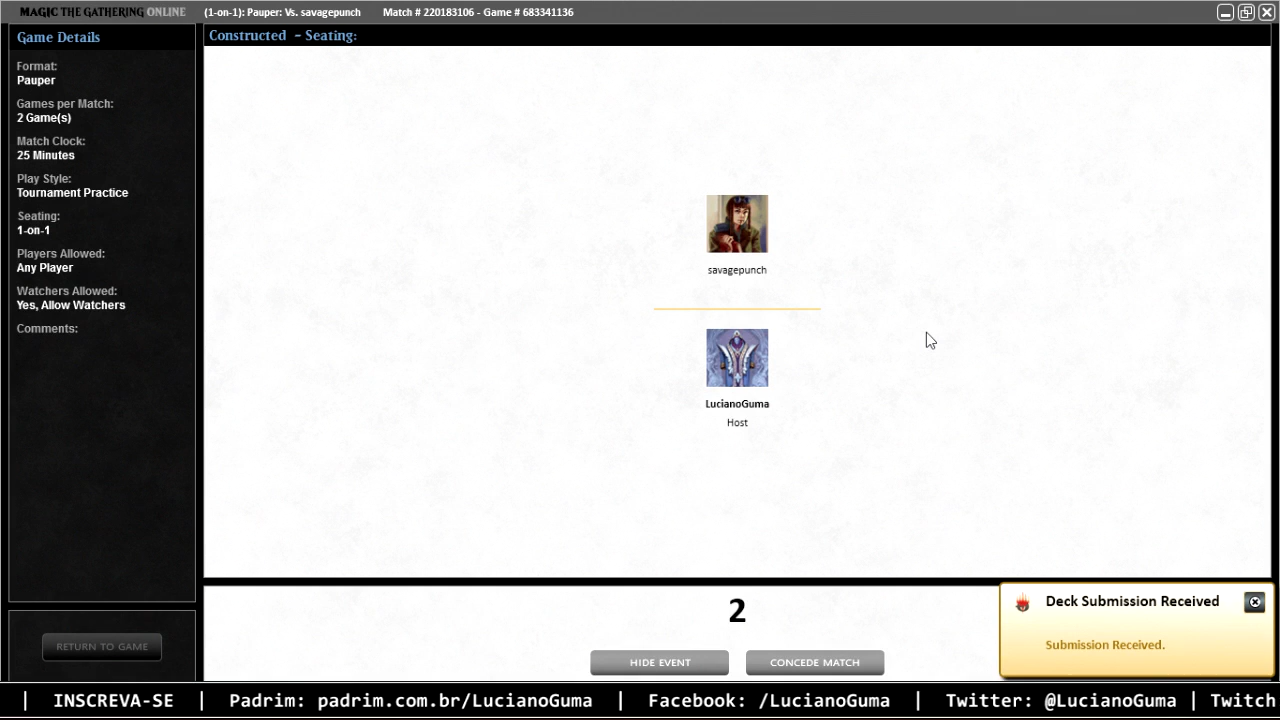 MAGIC THE GATHERING ONLINE (1-on-1): Pauper: Vs. savagepunch Match # 220183106 - Game # 683341136
Game Details
Format:
Pauper
Games per Match:
2 Game(s)
Match Clock:
25 Minutes
Play Style:
Tournament Practice
Seating:
1-on-1
Players Allowed:
Any Player
Watchers Allowed:
Yes, Allow Watchers
Comments:
RETURN TO GAME
Constructed - Seating:
savagepunch
LucianoGuma
Host
2
HIDE EVENT
CONCEDE MATCH
Deck Submission Received
Submission Received.
| INSCREVA-SE | Padrim: padrim.com.br/LucianoGuma | Facebook: /LucianoGuma | Twitter: @LucianoGuma | Twitch